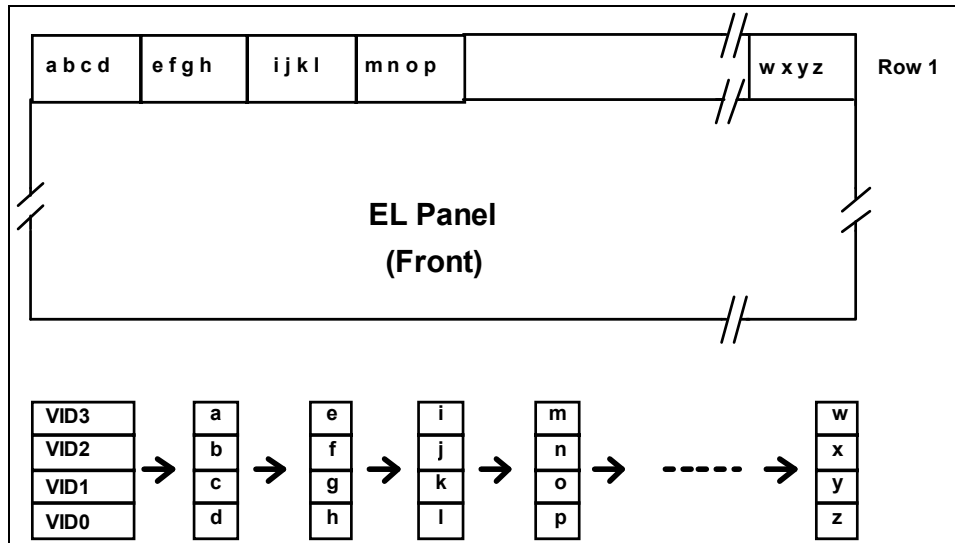 a b c d e f g h i j k l m n o p w x y z Row 1
EL Panel
(Front)
VID3 a e i m w
VID2 b f j n x
VID1 c g k o y
VID0 d h l p z